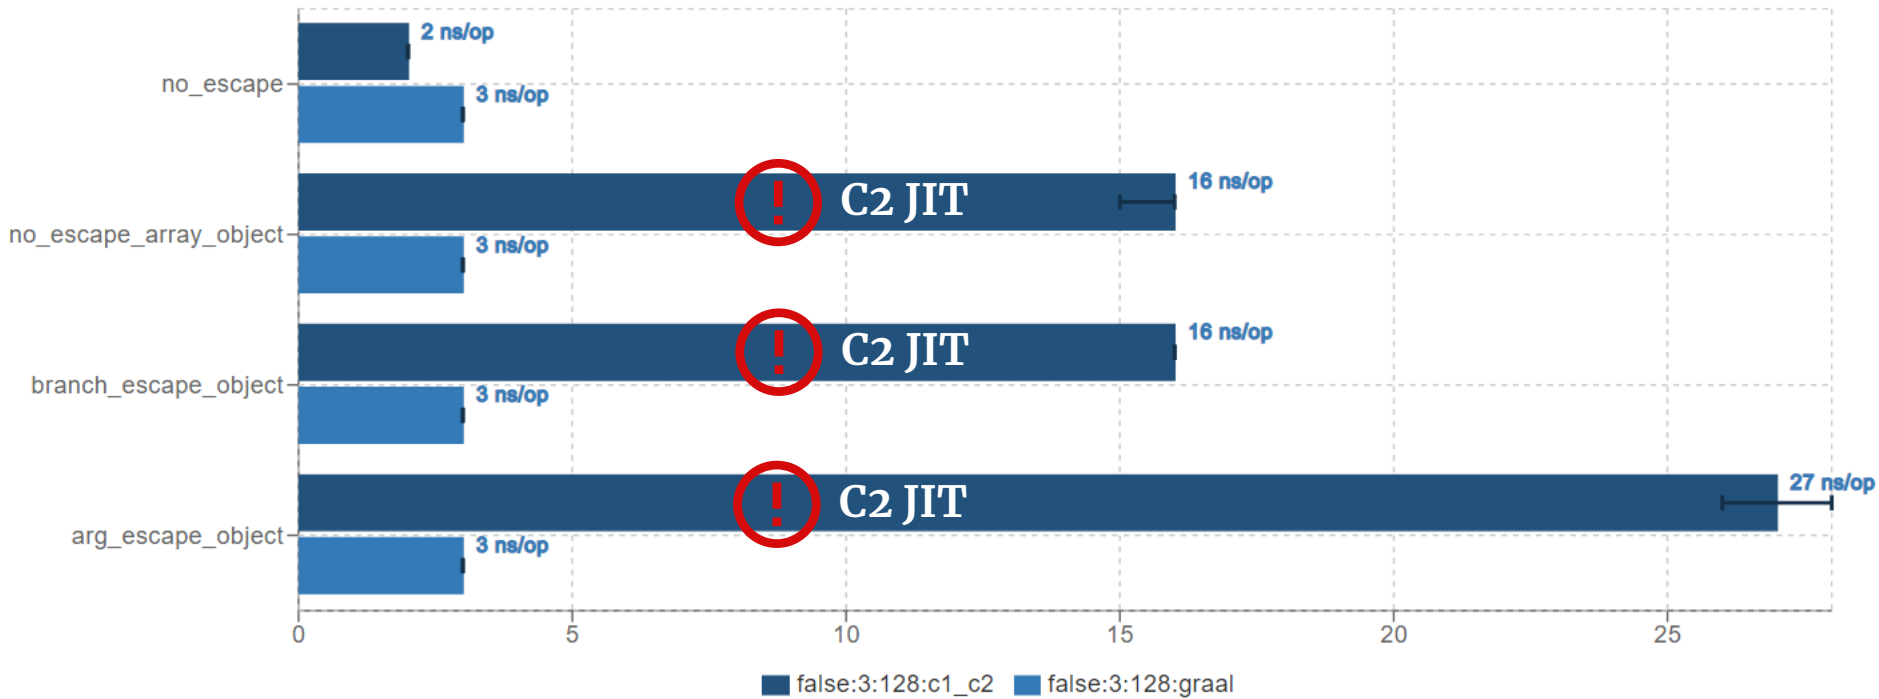 2 ns/op
no_escape
3 ns/op
! C2 JIT
16 ns/op
no_escape_array_object
3 ns/op
! C2 JIT
16 ns/op
branch_escape_object
3 ns/op
! C2 JIT
27 ns/op
arg_escape_object
3 ns/op
0 5 10 15 20 25
false:3:128:c1_c2 false:3:128:graal